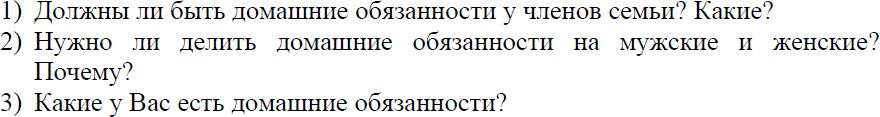 1) Должны ли быть домашние обязанности у членов семьи? Какие?
2) Нужно ли делить домашние обязанности на мужские и женские?
Почему?
3) Какие у Вас есть домашние обязанности?